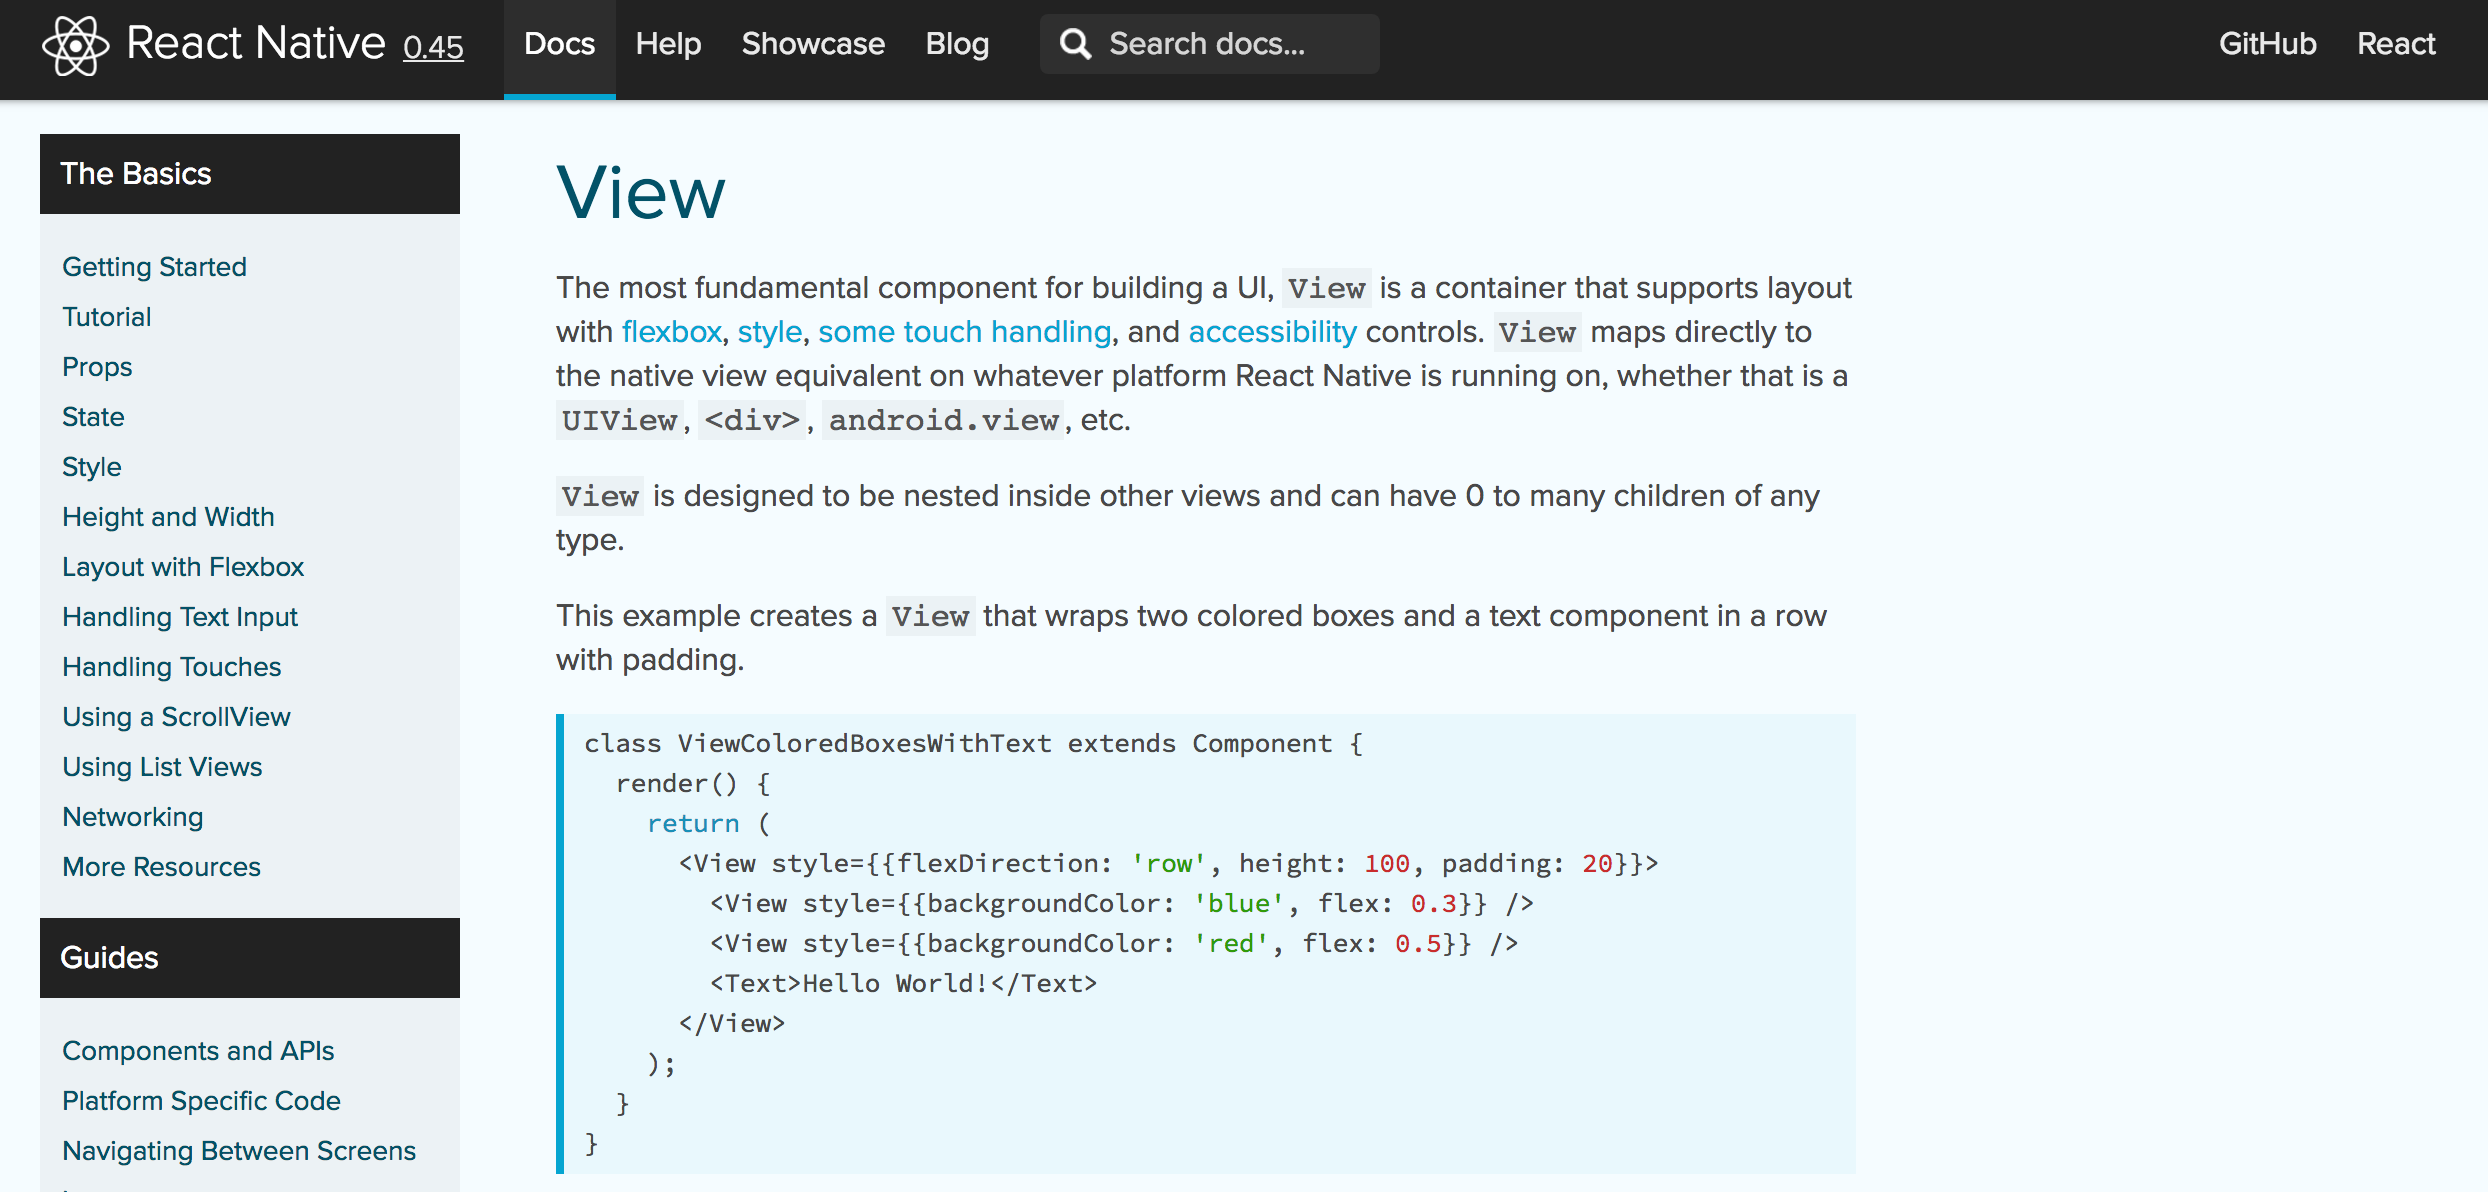 React Native 0.45 Docs Help Showcase Blog Search docs... GitHub React
The Basics
Getting Started
Tutorial
Props
State
Style
Height and Width
Layout with Flexbox
Handling Text Input
Handling Touches
Using a ScrollView
Using List Views
Networking
More Resources
Guides
Components and APIs
Platform Specific Code
Navigating Between Screens
View
The most fundamental component for building a UI, View is a container that supports layout
with flexbox, style, some touch handling, and accessibility controls. View maps directly to
the native view equivalent on whatever platform React Native is running on, whether that is a
UIView, <div>, android.view, etc.
View is designed to be nested inside other views and can have 0 to many children of any
type.
This example creates a View that wraps two colored boxes and a text component in a row
with padding.
class ViewColoredBoxesWithText extends Component {
  render() {
    return (
      <View style={{flexDirection: 'row', height: 100, padding: 20}}>
        <View style={{backgroundColor: 'blue', flex: 0.3}} />
        <View style={{backgroundColor: 'red', flex: 0.5}} />
        <Text>Hello World!</Text>
      </View>
    );
  }
}